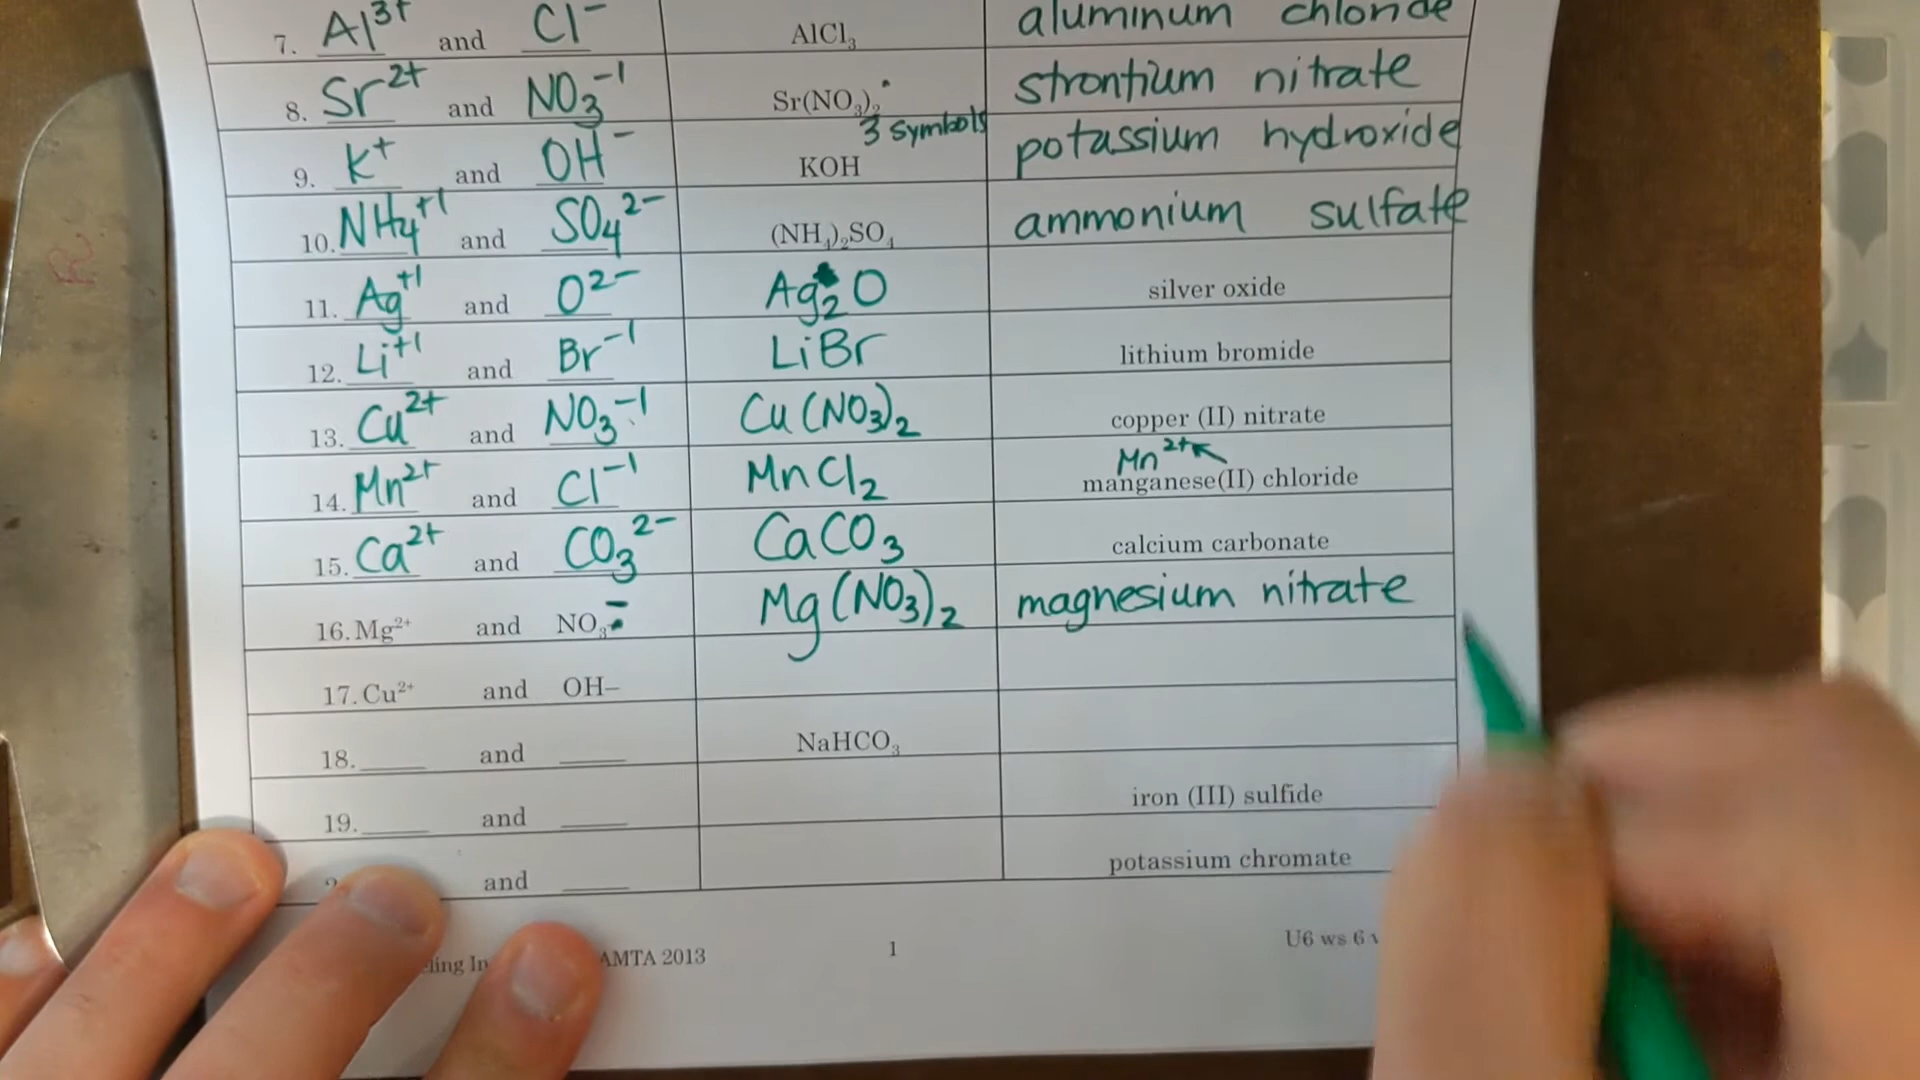 7. Al³⁺ and Cl⁻ AlCl₃ aluminum chloride
8. Sr²⁺ and NO₃⁻¹ Sr(NO₃)₂ strontium nitrate
3 symbols
9. K⁺ and OH⁻ KOH potassium hydroxide
10. NH₄⁺¹ and SO₄²⁻ (NH₄)₂SO₄ ammonium sulfate
11. Ag⁺¹ and O²⁻ Ag₂O silver oxide
12. Li⁺¹ and Br⁻¹ LiBr lithium bromide
13. Cu²⁺ and NO₃⁻¹ Cu(NO₃)₂ copper (II) nitrate
Mn²⁺
14. Mn²⁺ and Cl⁻¹ MnCl₂ manganese(II) chloride
15. Ca²⁺ and CO₃²⁻ CaCO₃ calcium carbonate
16. Mg²⁺ and NO₃⁻ Mg(NO₃)₂ magnesium nitrate
17. Cu²⁺ and OH–
18. ____ and ____ NaHCO₃
19. ____ and ____ iron (III) sulfide
and ____ potassium chromate
AMTA 2013 1 U6 ws 6